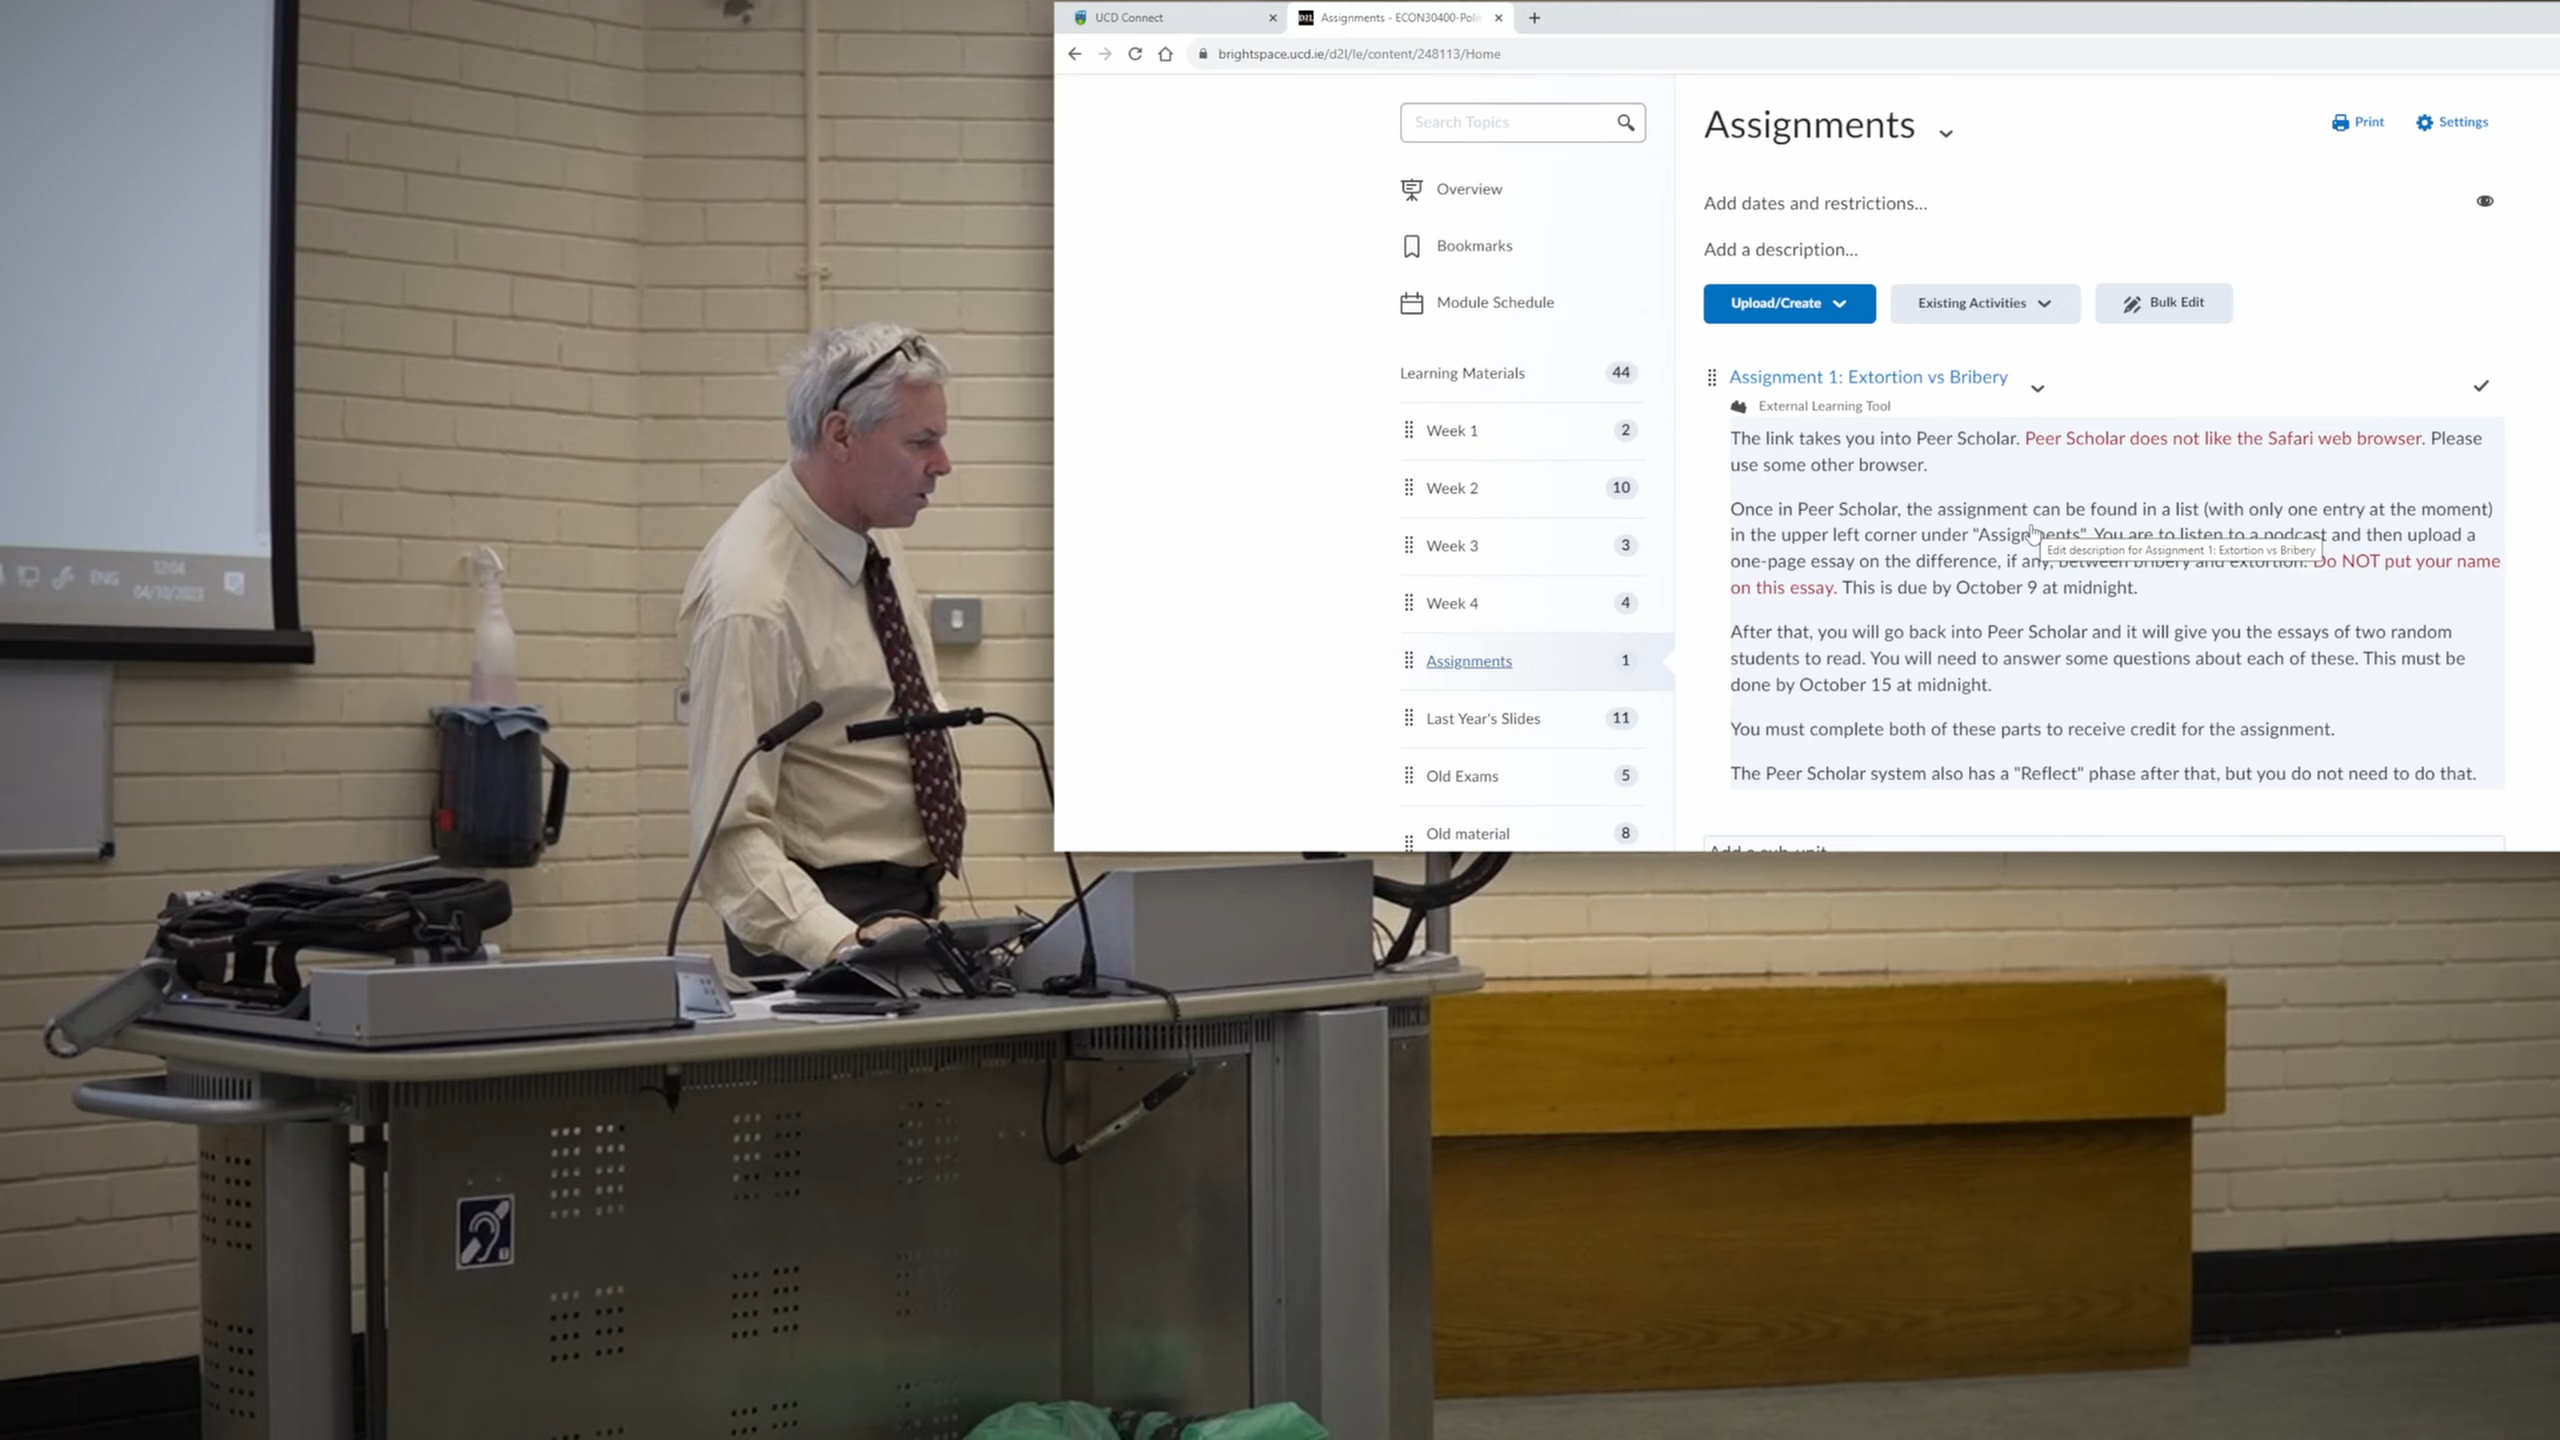 UCD Connect
Assignments - ECON30400-Polit
brightspace.ucd.ie/d2l/le/content/248113/Home
Search Topics
Overview
Bookmarks
Module Schedule
Learning Materials 44
Week 1 2
Week 2 10
Week 3 3
Week 4 4
Assignments 1
Last Year's Slides 11
Old Exams 5
Old material 8
Assignments
Print
Settings
Add dates and restrictions...
Add a description...
Upload/Create
Existing Activities
Bulk Edit
Assignment 1: Extortion vs Bribery
External Learning Tool
The link takes you into Peer Scholar. Peer Scholar does not like the Safari web browser. Please
use some other browser.
Once in Peer Scholar, the assignment can be found in a list (with only one entry at the moment)
in the upper left corner under "Assignments". You are to listen to a podcast and then upload a
Edit description for Assignment 1: Extortion vs Bribery
one-page essay on the difference, if any, between bribery and extortion. Do NOT put your name
on this essay. This is due by October 9 at midnight.
After that, you will go back into Peer Scholar and it will give you the essays of two random
students to read. You will need to answer some questions about each of these. This must be
done by October 15 at midnight.
You must complete both of these parts to receive credit for the assignment.
The Peer Scholar system also has a "Reflect" phase after that, but you do not need to do that.
Add a sub-unit
ENG
12:04
04/10/2023
T